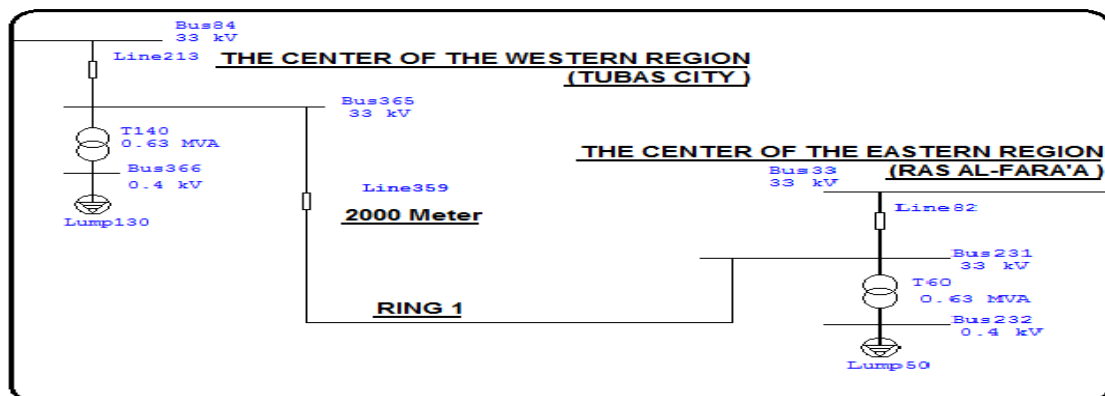 Bus84
33 kV
Line213
THE CENTER OF THE WESTERN REGION
(TUBAS CITY )
Bus365
33 kV
T140
0.63 MVA
Bus366
0.4 kV
Lump130
Line359
2000 Meter
RING 1
THE CENTER OF THE EASTERN REGION
(RAS AL-FARA'A )
Bus33
33 kV
Line82
Bus231
33 kV
T60
0.63 MVA
Bus232
0.4 kV
Lump50